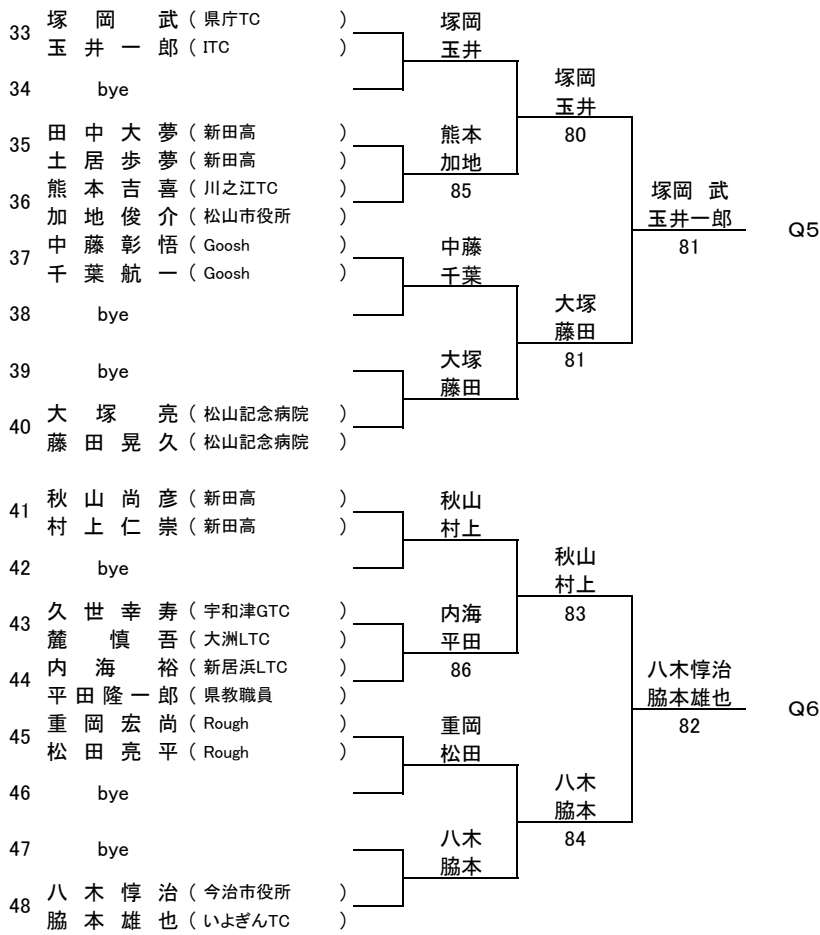 33 塚岡武 ( 県庁TC )
玉井一郎 ( ITC )
34 bye
35 田中大夢 ( 新田高 )
土居歩夢 ( 新田高 )
36 熊本吉喜 ( 川之江TC )
加地俊介 ( 松山市役所 )
37 中藤彰悟 ( Goosh )
千葉航一 ( Goosh )
38 bye
39 bye
40 大塚亮 ( 松山記念病院 )
藤田晃久 ( 松山記念病院 )
塚岡
玉井
熊本
加地
85
中藤
千葉
大塚
藤田
塚岡
玉井
80
大塚
藤田
81
塚岡 武
玉井一郎
81
Q5
41 秋山尚彦 ( 新田高 )
村上仁崇 ( 新田高 )
42 bye
43 久世幸寿 ( 宇和津GTC )
麓慎吾 ( 大洲LTC )
44 内海裕 ( 新居浜LTC )
平田隆一郎 ( 県教職員 )
45 重岡宏尚 ( Rough )
松田亮平 ( Rough )
46 bye
47 bye
48 八木惇治 ( 今治市役所 )
脇本雄也 ( いよぎんTC )
秋山
村上
内海
平田
86
重岡
松田
八木
脇本
秋山
村上
83
八木
脇本
84
八木惇治
脇本雄也
82
Q6